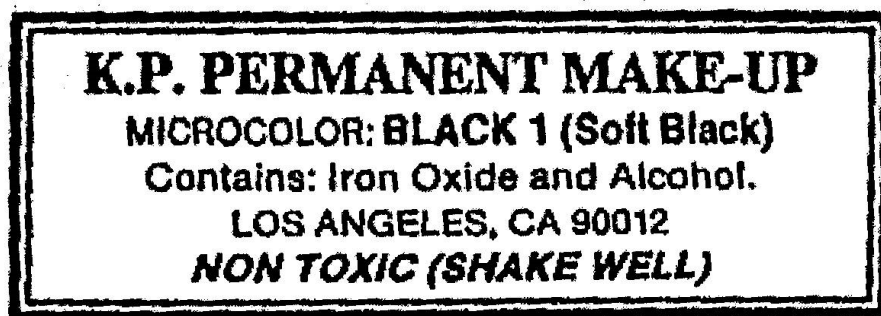 K.P. PERMANENT MAKE-UP
MICROCOLOR: BLACK 1 (Soft Black)
Contains: Iron Oxide and Alcohol.
LOS ANGELES, CA 90012
NON TOXIC (SHAKE WELL)